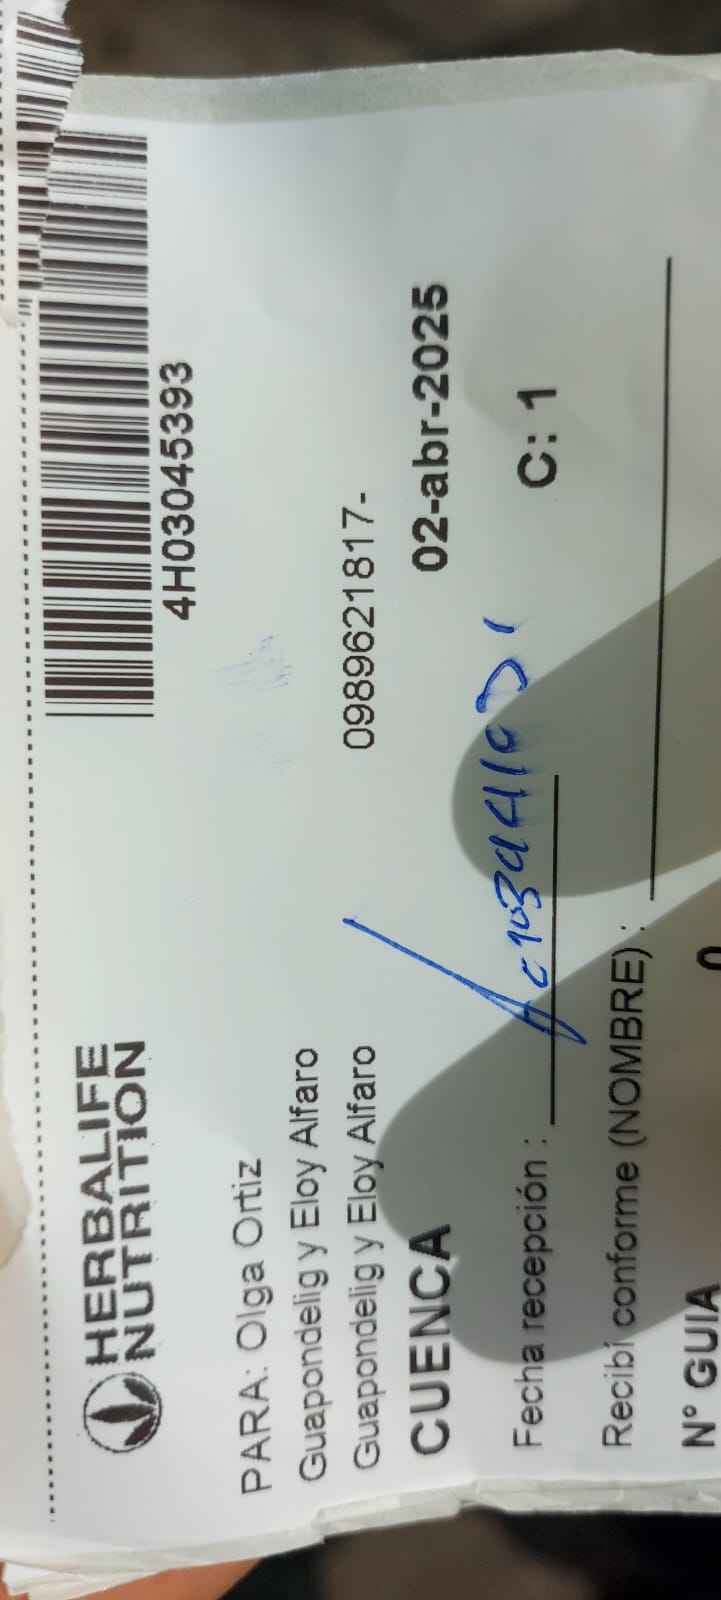 HERBALIFE
NUTRITION
4H03045393
PARA: Olga Ortiz
Guapondelig y Eloy Alfaro
Guapondelig y Eloy Alfaro 0989621817-
CUENCA 02-abr-2025
Fecha recepción : C: 1
Recibí conforme (NOMBRE) :
N° GUIA